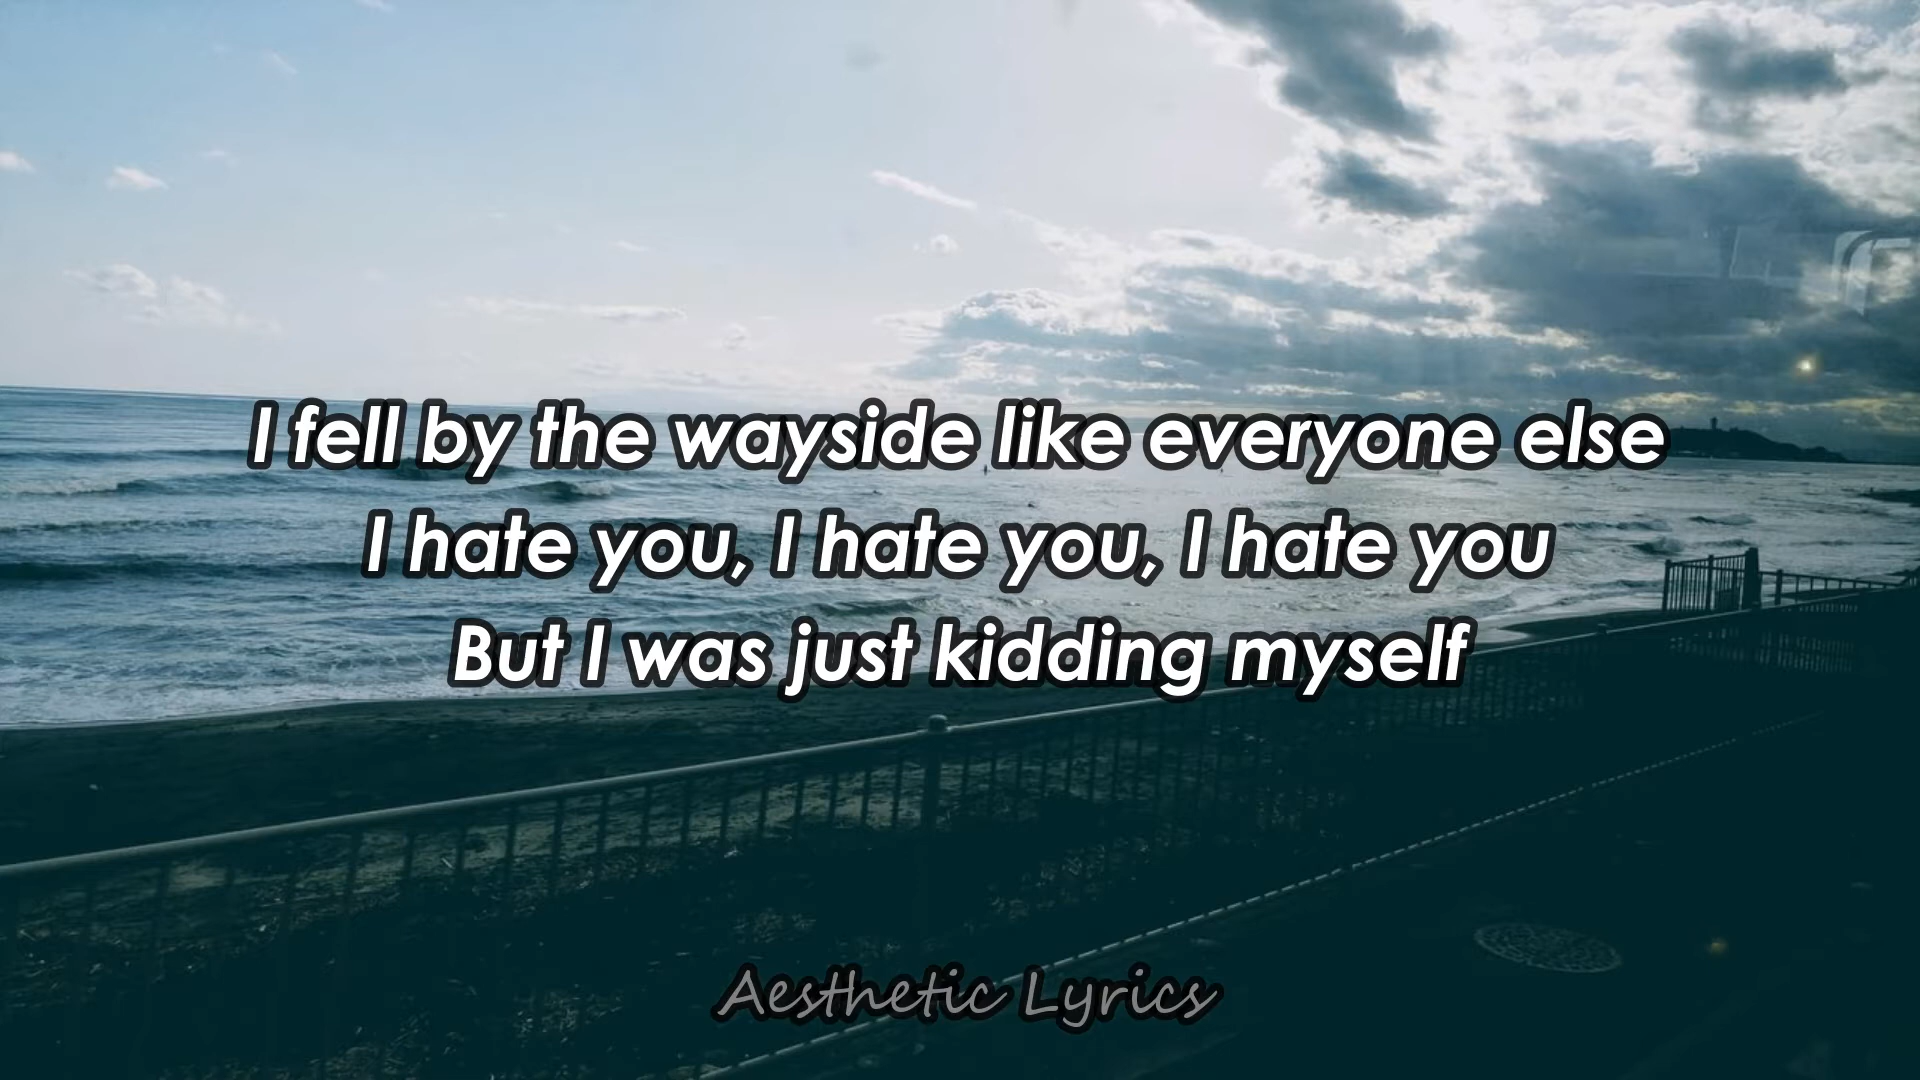 I fell by the wayside like everyone else
I hate you, I hate you, I hate you
But I was just kidding myself
Aesthetic Lyrics